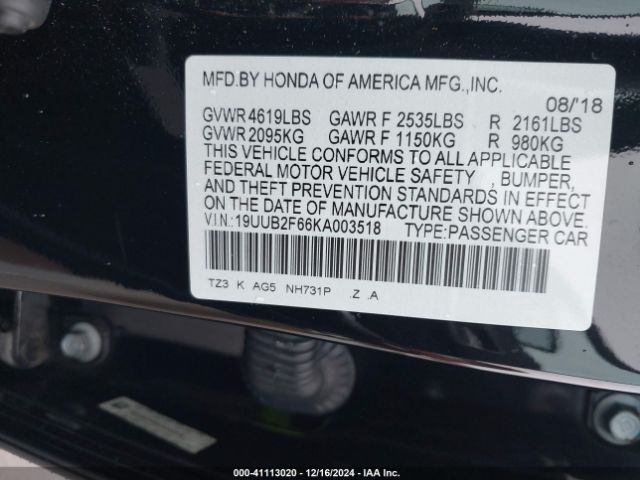 MFD.BY HONDA OF AMERICA MFG.,INC.
08/'18
GVWR 4619LBS GAWR F 2535LBS R 2161LBS
GVWR 2095KG GAWR F 1150KG R 980KG
THIS VEHICLE CONFORMS TO ALL APPLICABLE
FEDERAL MOTOR VEHICLE SAFETY , BUMPER,
AND THEFT PREVENTION STANDARDS IN EFFECT
ON THE DATE OF MANUFACTURE SHOWN ABOVE.
V.I.N.:19UUB2F66KA003518 TYPE:PASSENGER CAR
TZ3 K AG5 NH731P .Z .A
000-41113020 - 12/16/2024 - IAA Inc.